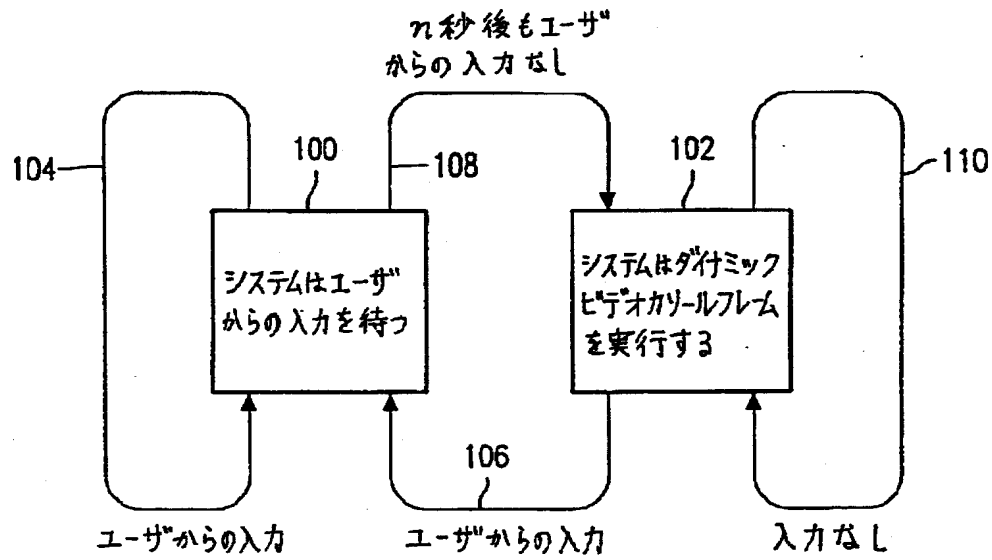 n秒後もユーザ
からの入力なし
104
100
108
102
110
システムはユーザ
からの入力を待つ
システムはダイナミック
ビデオカソールフレーム
を実行する
106
ユーザからの入力
ユーザからの入力
入力なし